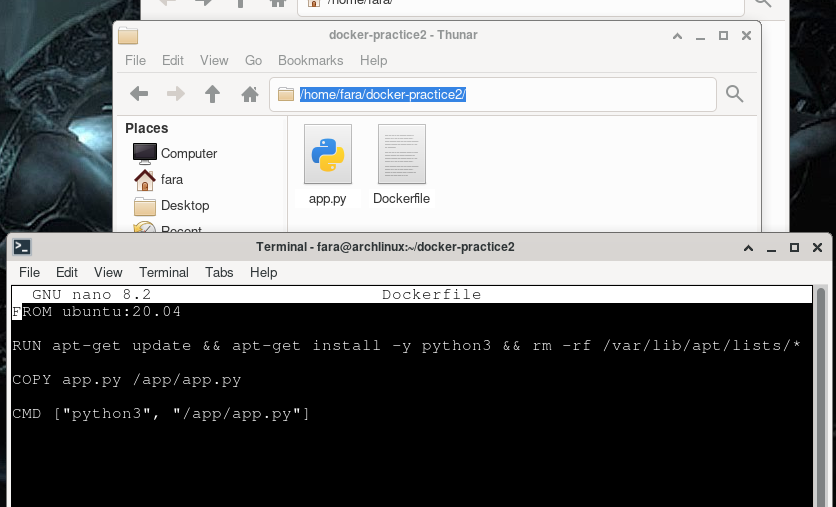 /home/fara/
docker-practice2 - Thunar
File Edit View Go Bookmarks Help
/home/fara/docker-practice2/
Places
Computer
fara
Desktop
Recent
app.py
Dockerfile
Terminal - fara@archlinux:~/docker-practice2
File Edit View Terminal Tabs Help
GNU nano 8.2 Dockerfile
FROM ubuntu:20.04
RUN apt-get update && apt-get install -y python3 && rm -rf /var/lib/apt/lists/*
COPY app.py /app/app.py
CMD ["python3", "/app/app.py"]